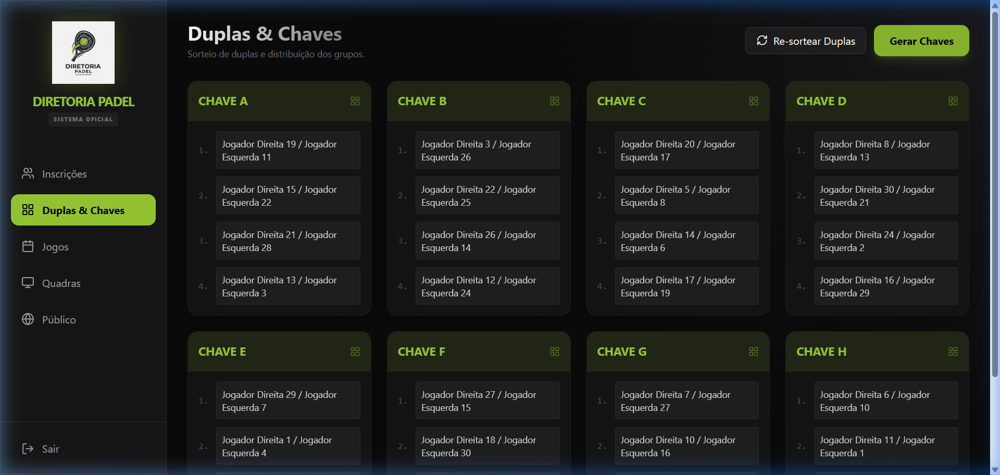 DIRETORIA
PADEL
TOURNAMENT
DIRETORIA PADEL
SISTEMA OFICIAL
Inscrições
Duplas & Chaves
Jogos
Quadras
Público
Sair
Duplas & Chaves
Sorteio de duplas e distribuição dos grupos.
Re-sortear Duplas
Gerar Chaves
CHAVE A
1.
Jogador Direita 19 / Jogador
Esquerda 11
2.
Jogador Direita 15 / Jogador
Esquerda 22
3.
Jogador Direita 21 / Jogador
Esquerda 28
4.
Jogador Direita 13 / Jogador
Esquerda 3
CHAVE B
1.
Jogador Direita 3 / Jogador
Esquerda 26
2.
Jogador Direita 22 / Jogador
Esquerda 25
3.
Jogador Direita 26 / Jogador
Esquerda 14
4.
Jogador Direita 12 / Jogador
Esquerda 24
CHAVE C
1.
Jogador Direita 20 / Jogador
Esquerda 17
2.
Jogador Direita 5 / Jogador
Esquerda 8
3.
Jogador Direita 14 / Jogador
Esquerda 6
4.
Jogador Direita 17 / Jogador
Esquerda 19
CHAVE D
1.
Jogador Direita 8 / Jogador
Esquerda 13
2.
Jogador Direita 30 / Jogador
Esquerda 21
3.
Jogador Direita 24 / Jogador
Esquerda 2
4.
Jogador Direita 16 / Jogador
Esquerda 29
CHAVE E
1.
Jogador Direita 29 / Jogador
Esquerda 7
2.
Jogador Direita 1 / Jogador
Esquerda 4
CHAVE F
1.
Jogador Direita 27 / Jogador
Esquerda 15
2.
Jogador Direita 18 / Jogador
Esquerda 30
CHAVE G
1.
Jogador Direita 7 / Jogador
Esquerda 27
2.
Jogador Direita 10 / Jogador
Esquerda 16
CHAVE H
1.
Jogador Direita 6 / Jogador
Esquerda 10
2.
Jogador Direita 11 / Jogador
Esquerda 1